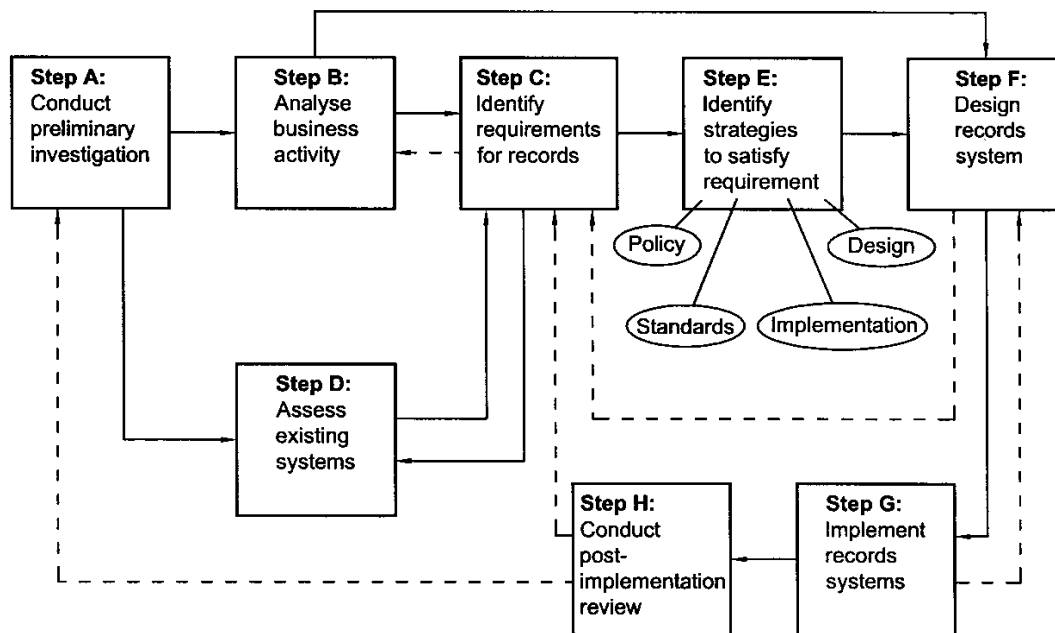 Step A:
Conduct
preliminary
investigation
Step B:
Analyse
business
activity
Step C:
Identify
requirements
for records
Step E:
Identify
strategies
to satisfy
requirement
Step F:
Design
records
system
Policy
Design
Standards
Implementation
Step D:
Assess
existing
systems
Step H:
Conduct
post-
implementation
review
Step G:
Implement
records
systems